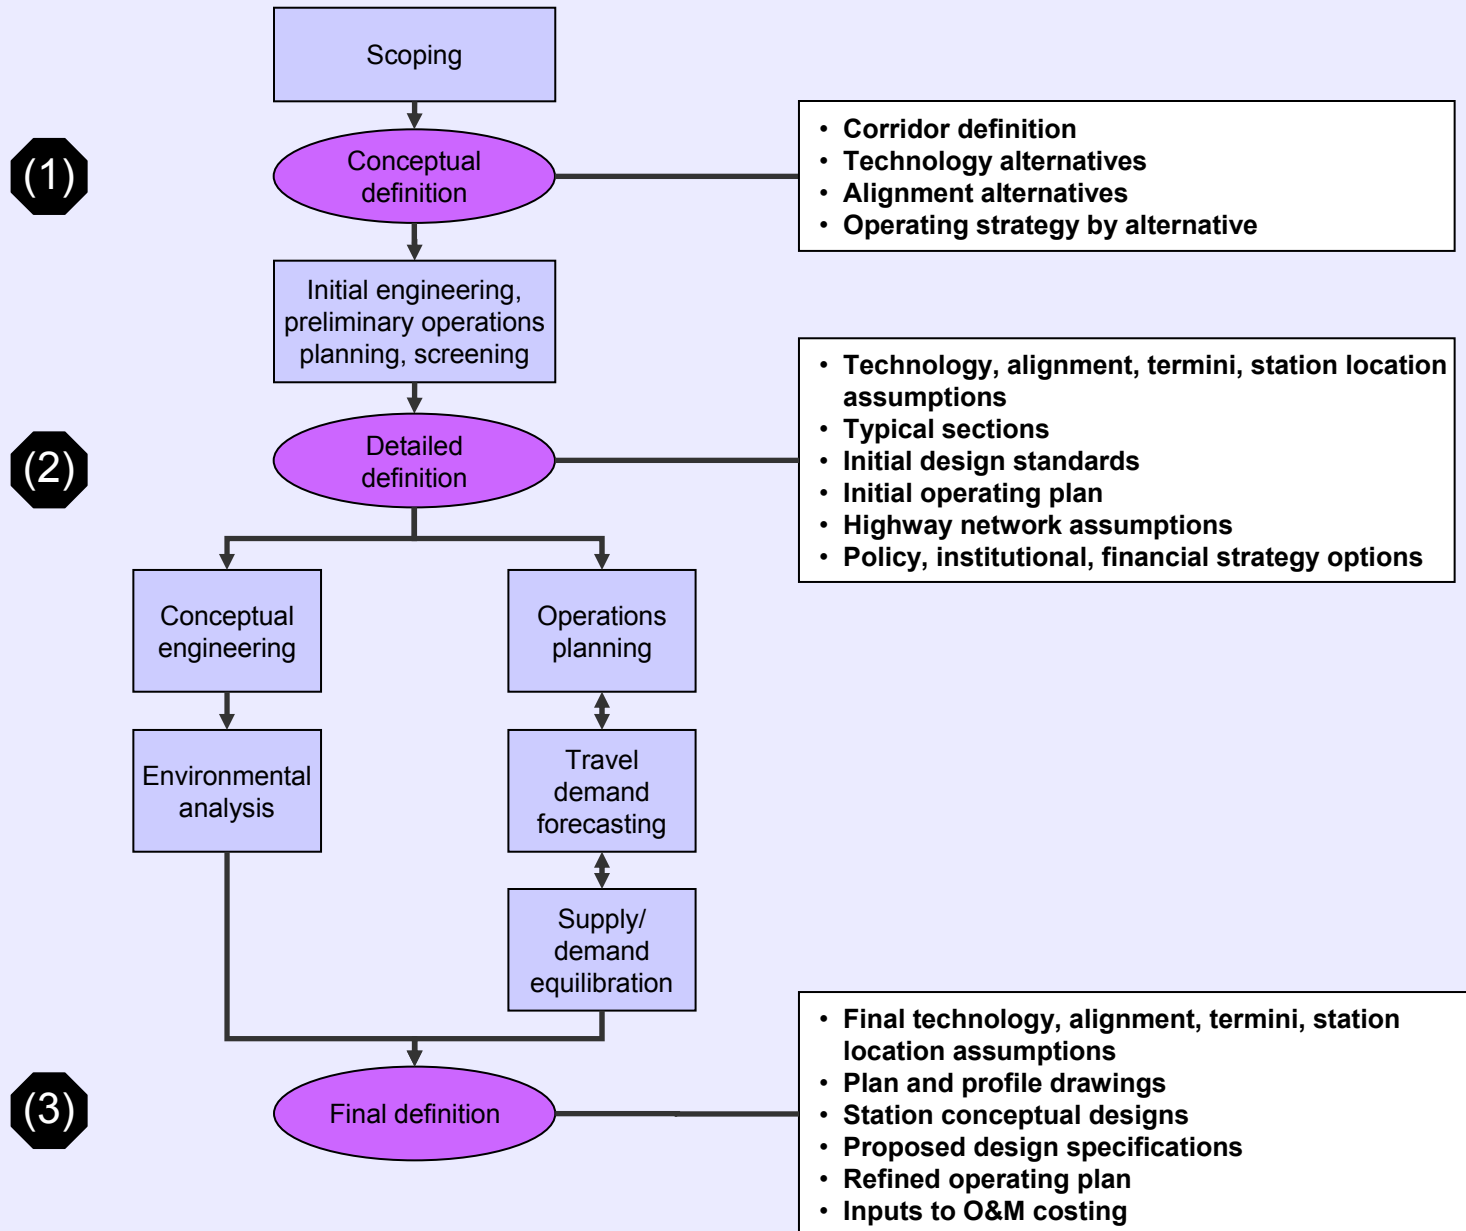 Scoping
(1)
Conceptual
definition
• Corridor definition
• Technology alternatives
• Alignment alternatives
• Operating strategy by alternative
Initial engineering,
preliminary operations
planning, screening
(2)
Detailed
definition
• Technology, alignment, termini, station location
assumptions
• Typical sections
• Initial design standards
• Initial operating plan
• Highway network assumptions
• Policy, institutional, financial strategy options
Conceptual
engineering
Operations
planning
Environmental
analysis
Travel
demand
forecasting
Supply/
demand
equilibration
(3)
Final definition
• Final technology, alignment, termini, station
location assumptions
• Plan and profile drawings
• Station conceptual designs
• Proposed design specifications
• Refined operating plan
• Inputs to O&M costing